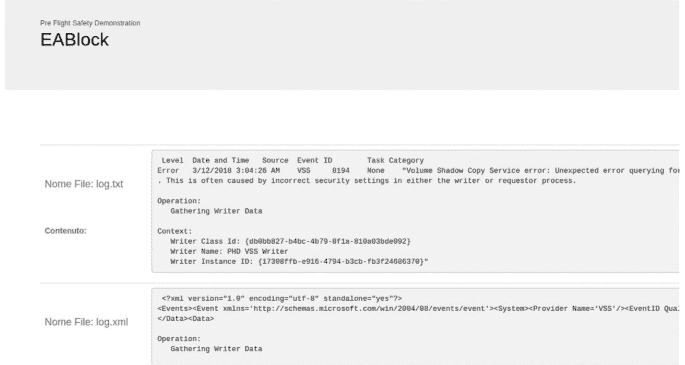 Pre Flight Safety Demonstration
EABlock
Nome File: log.txt
Contenuto:
Level Date and Time Source Event ID Task Category
Error 3/12/2018 3:04:26 AM VSS 8194 None "Volume Shadow Copy Service error: Unexpected error querying for
. This is often caused by incorrect security settings in either the writer or requestor process.
Operation:
Gathering Writer Data
Context:
Writer Class Id: {db0bb827-b4bc-4b79-8f1a-810a03bde092}
Writer Name: PHD VSS Writer
Writer Instance ID: {17308ffb-e916-4794-b3cb-fb3f24686370}"
Nome File: log.xml
<?xml version="1.0" encoding="utf-8" standalone="yes"?>
<Events><Event xmlns='http://schemas.microsoft.com/win/2004/08/events/event'><System><Provider Name='VSS'/><EventID Qual
</Data><Data>
Operation:
Gathering Writer Data